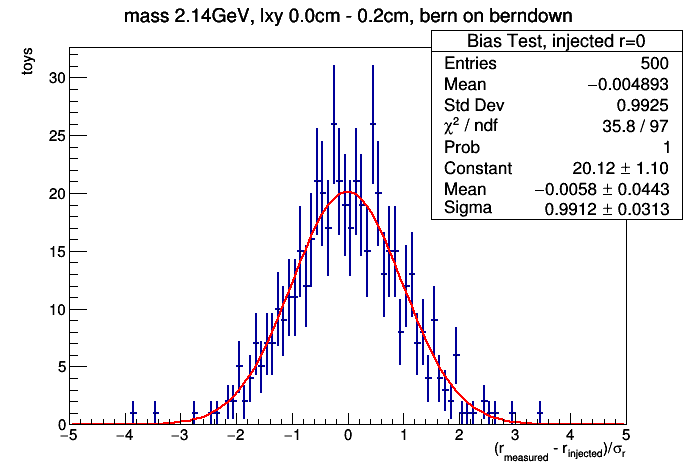 mass 2.14GeV, lxy 0.0cm - 0.2cm, bern on berndown
Bias Test, injected r=0
Entries 500
Mean −0.004893
Std Dev 0.9925
χ² / ndf 35.8 / 97
Prob 1
Constant 20.12 ± 1.10
Mean −0.0058 ± 0.0443
Sigma 0.9912 ± 0.0313
toys
30
25
20
15
10
5
0
−5 −4 −3 −2 −1 0 1 2 3 4 5
(r_measured - r_injected)/σ_r